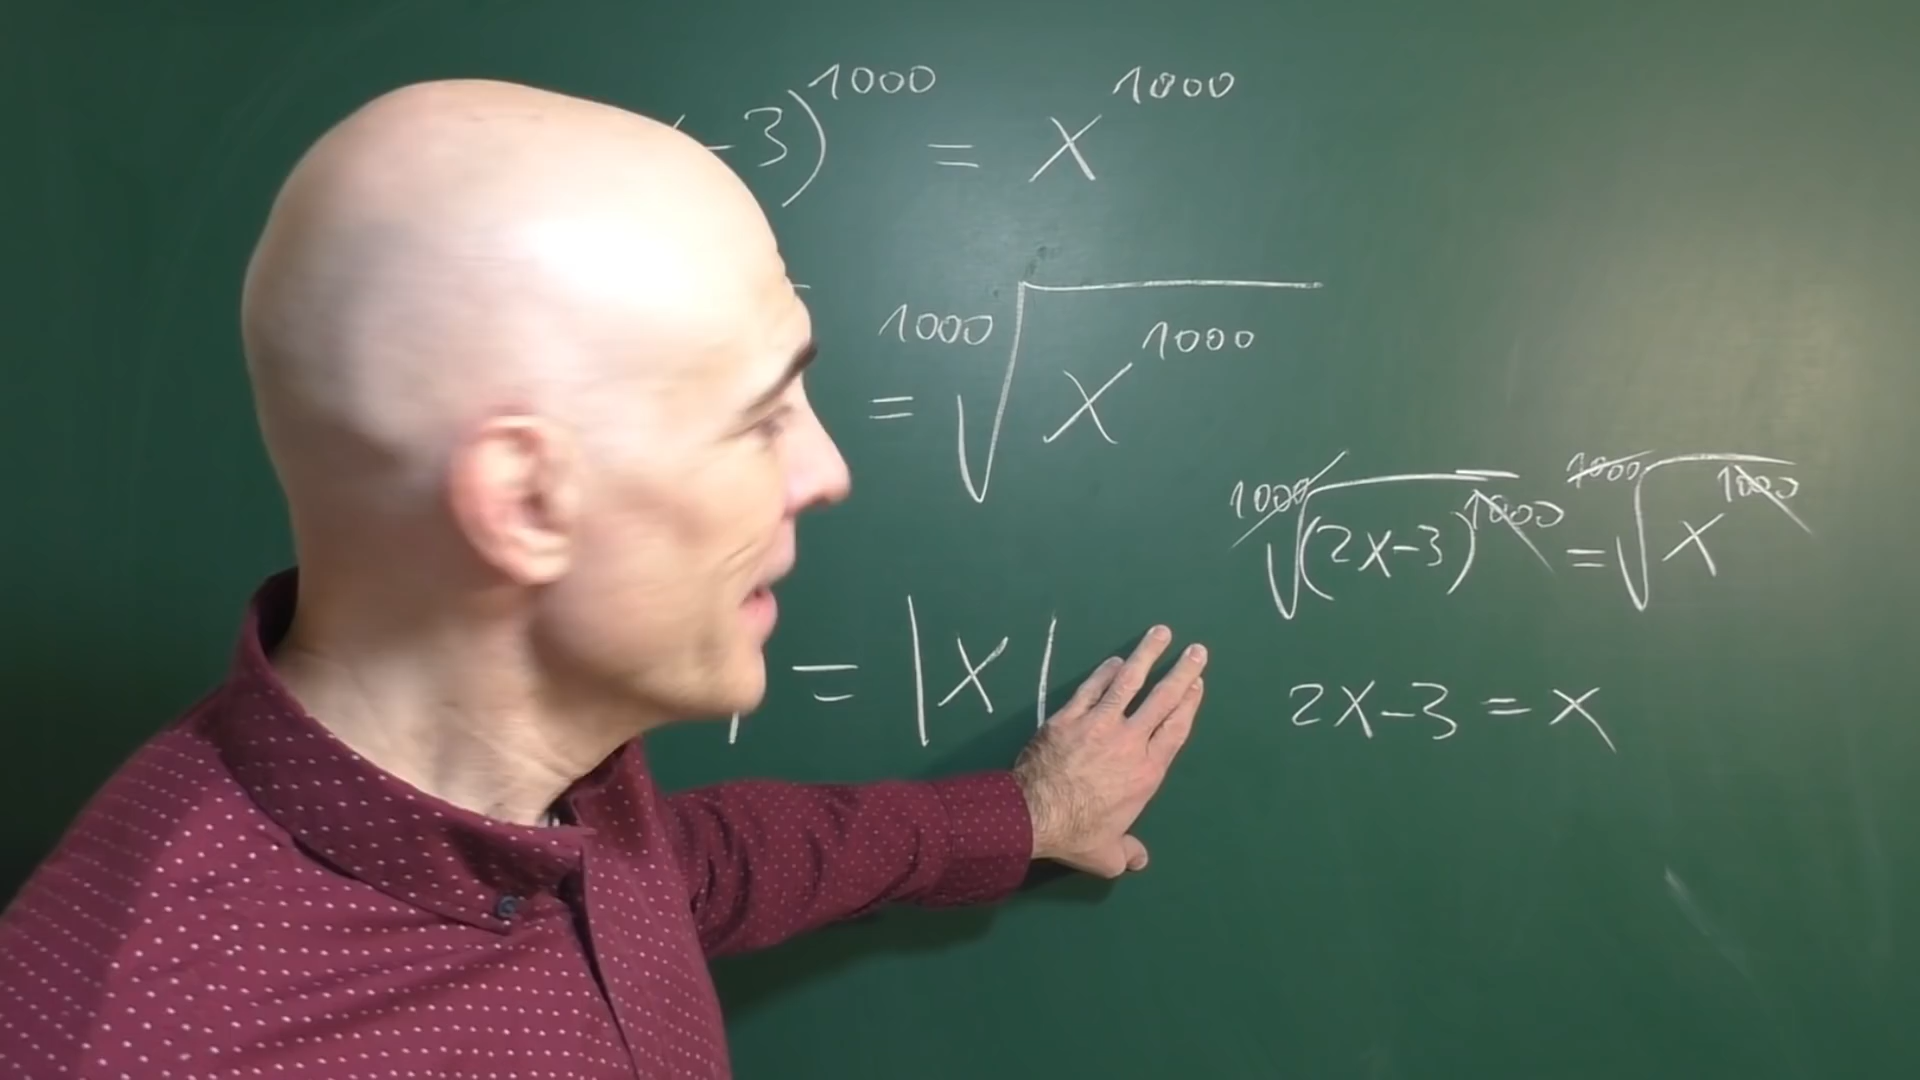 -3)^1000 = x^1000
= ^1000√x^1000
| = |x|
^1000√(2x-3)^1000 = ^1000√x^1000
2x-3 = x